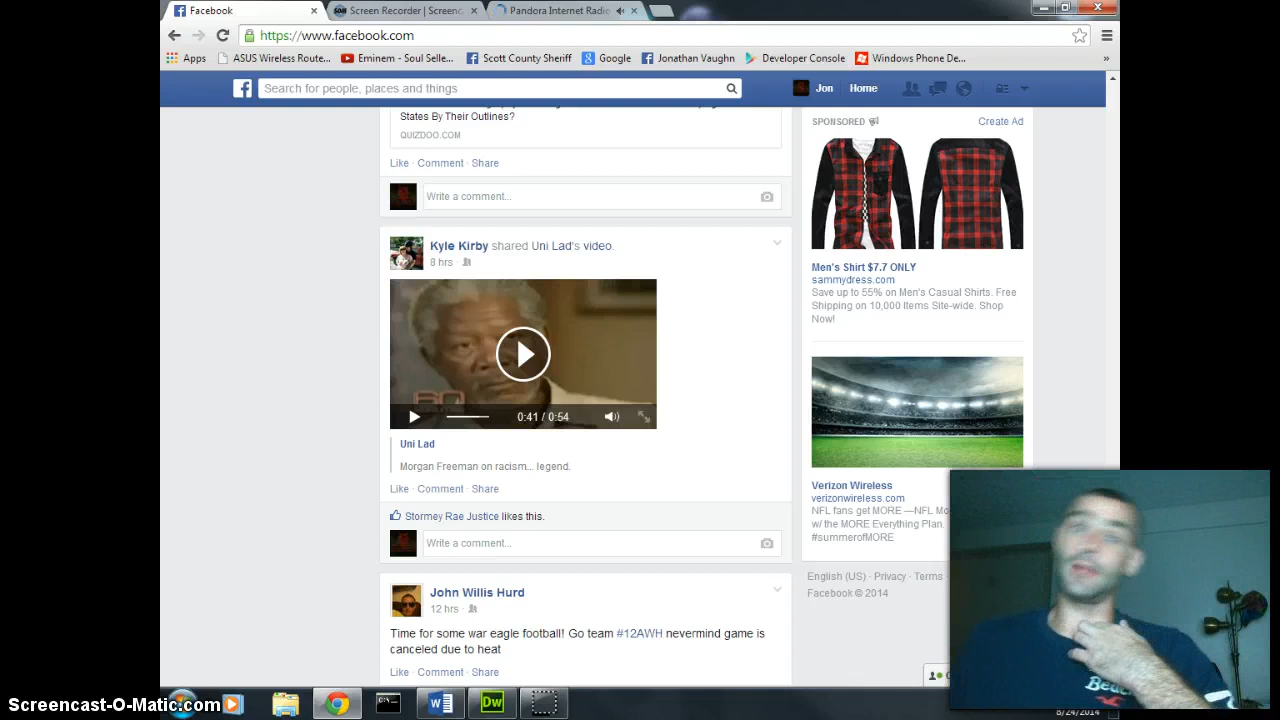 Facebook
Screen Recorder | Screenc
Pandora Internet Radio
https://www.facebook.com
Apps
ASUS Wireless Route...
Eminem - Soul Selle...
Scott County Sheriff
Google
Jonathan Vaughn
Developer Console
Windows Phone De...
»
Search for people, places and things
Jon
Home
States By Their Outlines?
QUIZDOO.COM
Like · Comment · Share
Write a comment...
Kyle Kirby shared Uni Lad's video.
8 hrs ·
60
0:41 / 0:54
Uni Lad
Morgan Freeman on racism... legend.
Like · Comment · Share
Stormey Rae Justice likes this.
Write a comment...
John Willis Hurd
12 hrs ·
Time for some war eagle football! Go team #12AWH nevermind game is
canceled due to heat
Like · Comment · Share
SPONSORED
Create Ad
Men's Shirt $7.7 ONLY
sammydress.com
Save up to 55% on Men's Casual Shirts. Free
Shipping on 10,000 Items Site-wide. Shop
Now!
Verizon Wireless
verizonwireless.com
NFL fans get MORE —NFL Mo
w/ the MORE Everything Plan.
#summerofMORE
English (US) · Privacy · Terms ·
Facebook © 2014
C:\
W
Dw
8/24/2014
Screencast-O-Matic.com